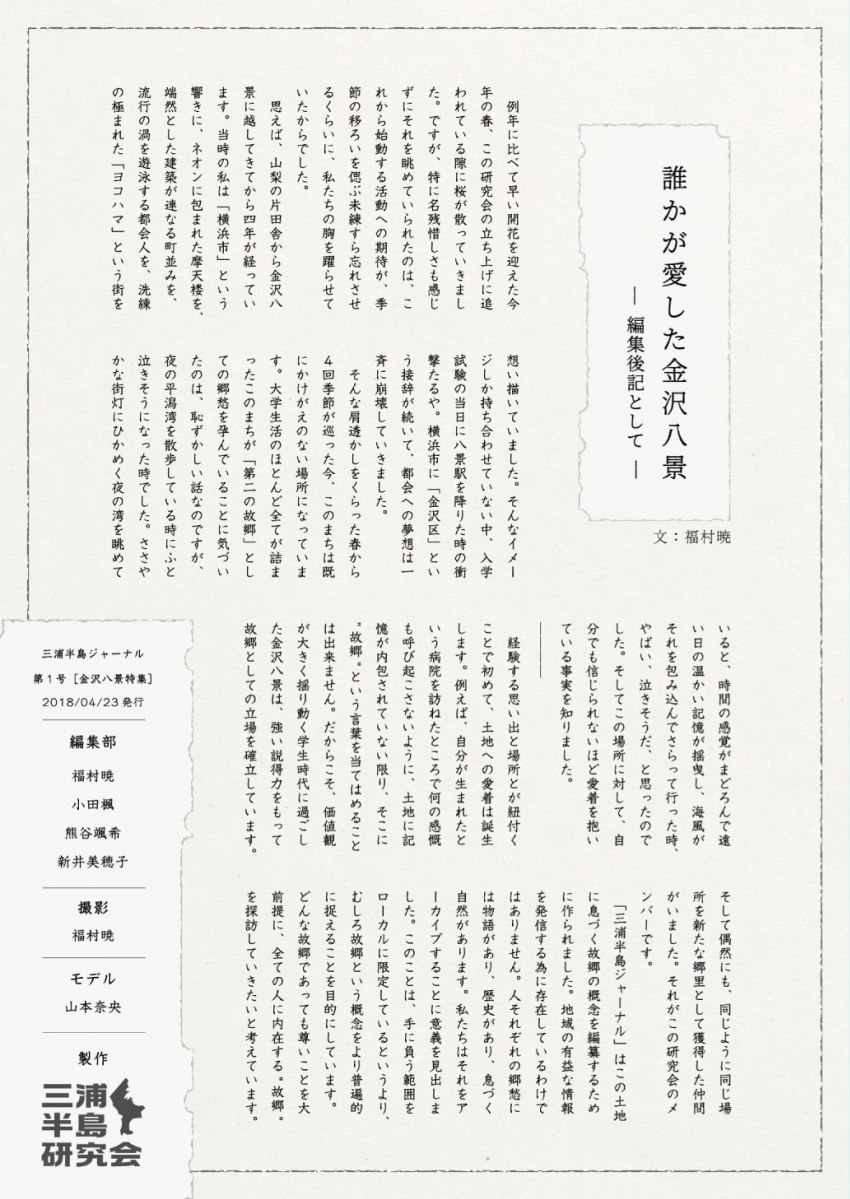 誰かが愛した金沢八景
― 編集後記として ―
文：福村暁
　例年に比べて早い開花を迎えた今
年の春、この研究会の立ち上げに追
われている隙に桜が散っていきまし
た。ですが、特に名残惜しさも感じ
ずにそれを眺めていられたのは、こ
れから始動する活動への期待が、季
節の移ろいを偲ぶ未練すら忘れさせ
るくらいに、私たちの胸を躍らせて
いたからでした。
　思えば、山梨の片田舎から金沢八
景に越してきてから四年が経ってい
ます。当時の私は「横浜市」という
響きに、ネオンに包まれた摩天楼を、
端然とした建築が連なる町並みを、
流行の渦を遊泳する都会人を、洗練
の極まれた「ヨコハマ」という街を
想い描いていました。そんなイメー
ジしか持ち合わせていない中、入学
試験の当日に八景駅を降りた時の衝
撃たるや。横浜市に「金沢区」とい
う接辞が続いて、都会への夢想は一
斉に崩壊していきました。
　そんな肩透かしをくらった春から
4回季節が巡った今、このまちは既
にかけがえのない場所になっていま
す。大学生活のほとんど全てが詰ま
ったこのまちが「第二の故郷」とし
ての郷愁を孕んでいることに気づい
たのは、恥ずかしい話なのですが、
夜の平潟湾を散歩している時にふと
泣きそうになった時でした。ささや
かな街灯にひかめく夜の湾を眺めて
いると、時間の感覚がまどろんで遠
い日の温かい記憶が揺曳し、海風が
それを包み込んでさらって行った時、
やばい、泣きそうだ、と思ったので
した。そしてこの場所に対して、自
分でも信じられないほど愛着を抱い
ている事実を知りました。
――――
　経験する思い出と場所とが紐付く
ことで初めて、土地への愛着は誕生
します。例えば、自分が生まれたと
いう病院を訪ねたところで何の感慨
も呼び起こさないように、土地に記
憶が内包されていない限り、そこに
〝故郷〟という言葉を当てはめること
は出来ません。だからこそ、価値観
が大きく揺り動く学生時代に過ごし
た金沢八景は、強い説得力をもって
故郷としての立場を確立しています。
そして偶然にも、同じように同じ場
所を新たな郷里として獲得した仲間
がいました。それがこの研究会のメ
ンバーです。
　「三浦半島ジャーナル」はこの土地
に息づく故郷の概念を編纂するため
に作られました。地域の有益な情報
を発信する為に存在しているわけで
はありません。人それぞれの郷愁に
は物語があり、歴史があり、息づく
自然があります。私たちはそれをア
ーカイブすることに意義を見出しま
した。このことは、手に負う範囲を
ローカルに限定しているというより、
むしろ故郷という概念をより普遍的
に捉えることを目的にしています。
どんな故郷であっても尊いことを大
前提に、全ての人に内在する〝故郷〟
を探訪していきたいと考えています。
三浦半島ジャーナル
第1号［金沢八景特集］
2018/04/23発行
編集部
福村暁
小田楓
熊谷颯希
新井美穂子
撮影
福村暁
モデル
山本奈央
製作
三浦
半島
研究会